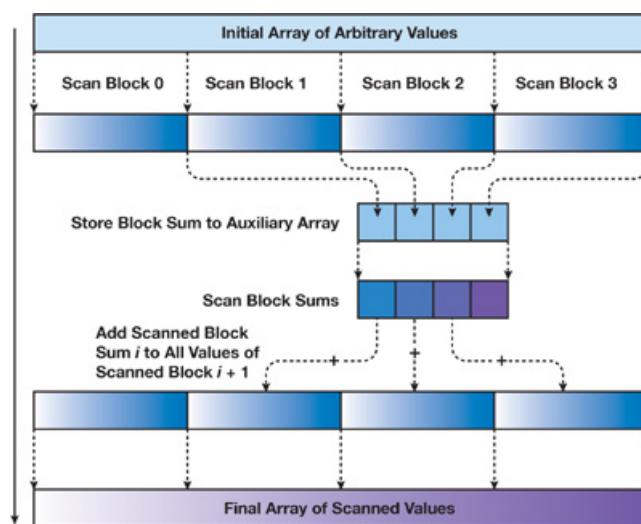 Initial Array of Arbitrary Values
Scan Block 0 Scan Block 1 Scan Block 2 Scan Block 3
Store Block Sum to Auxiliary Array
Scan Block Sums
Add Scanned Block
Sum i to All Values of
Scanned Block i + 1
+ + +
Final Array of Scanned Values